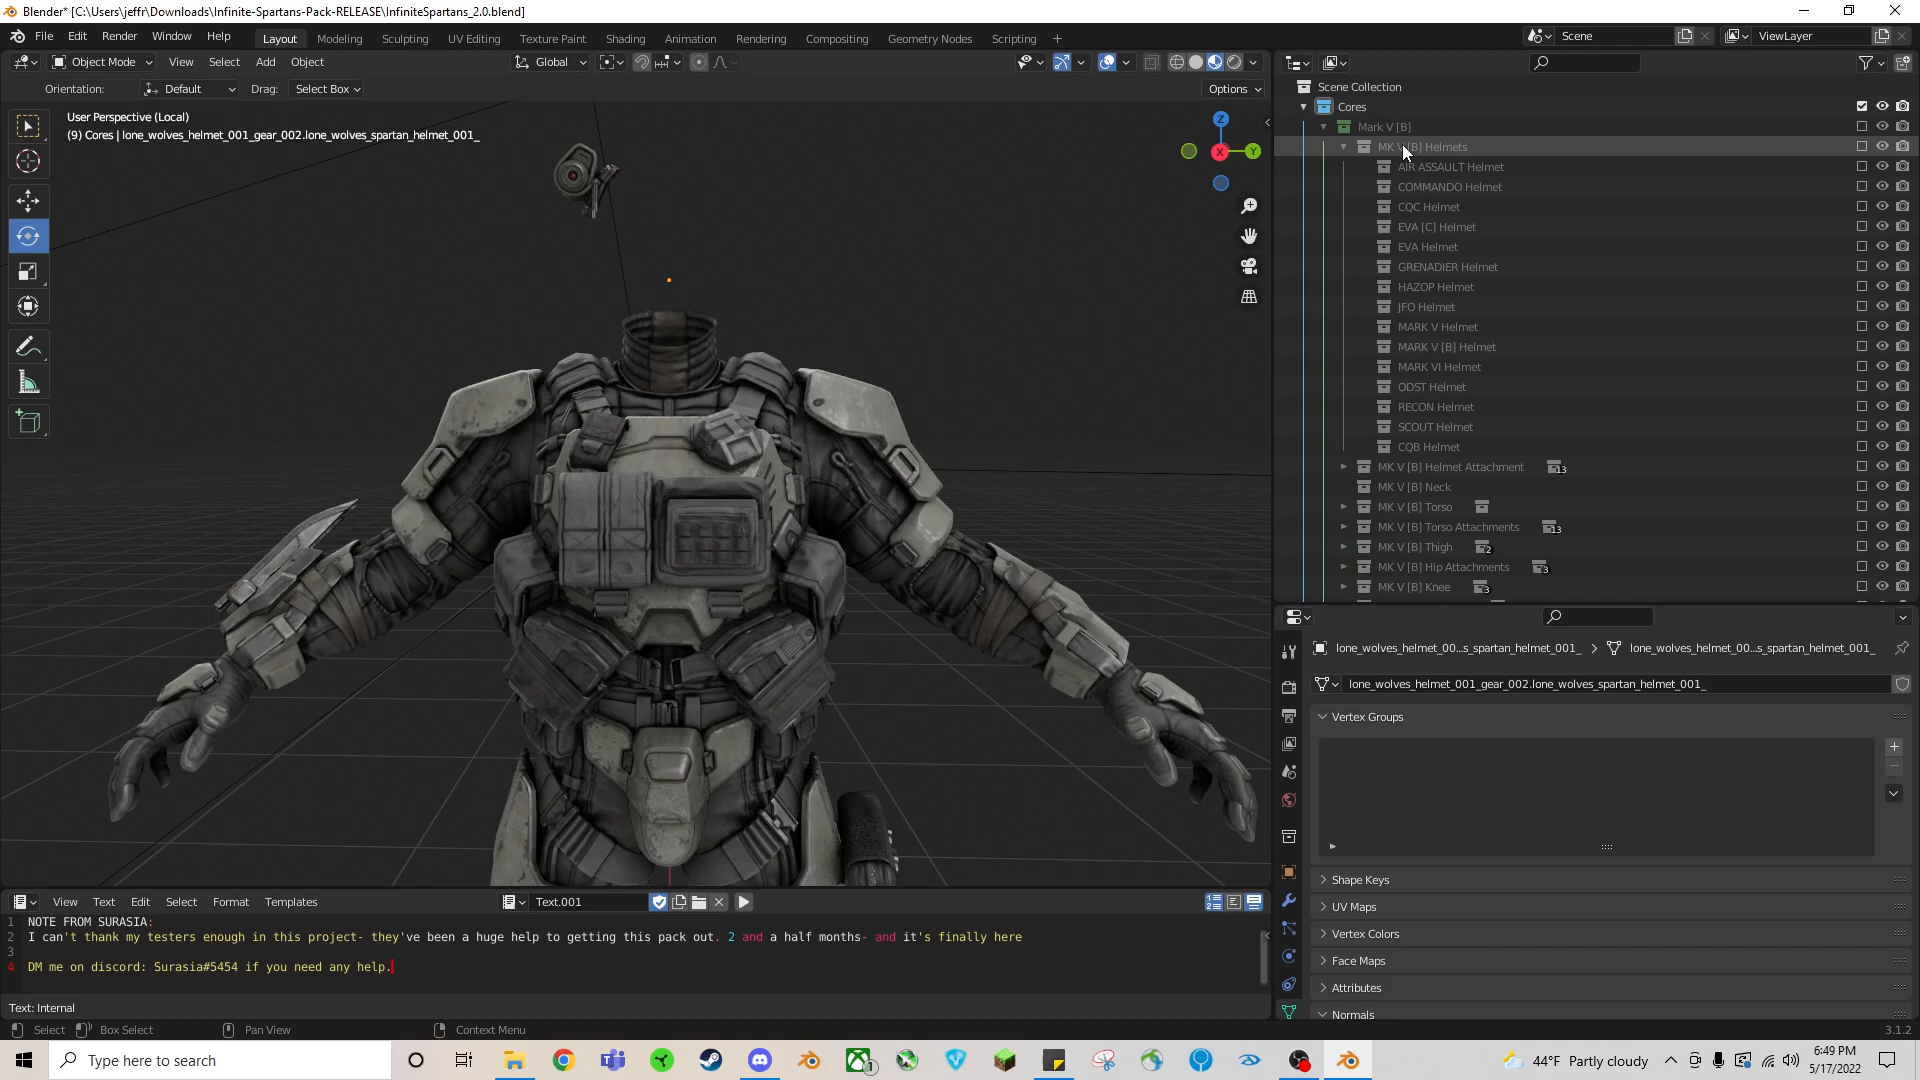 Blender* [C:\Users\jeffr\Downloads\Infinite-Spartans-Pack-RELEASE\InfiniteSpartans_2.0.blend]
File Edit Render Window Help
Layout Modeling Sculpting UV Editing Texture Paint Shading Animation Rendering Compositing Geometry Nodes Scripting +
Scene
ViewLayer
Object Mode View Select Add Object
Global
Orientation: Default Drag: Select Box
Options
User Perspective (Local)
(9) Cores | lone_wolves_helmet_001_gear_002.lone_wolves_spartan_helmet_001_
Z
X
Y
Scene Collection
Cores
Mark V [B]
MK V [B] Helmets
AIR ASSAULT Helmet
COMMANDO Helmet
CQC Helmet
EVA [C] Helmet
EVA Helmet
GRENADIER Helmet
HAZOP Helmet
JFO Helmet
MARK V Helmet
MARK V [B] Helmet
MARK VI Helmet
ODST Helmet
RECON Helmet
SCOUT Helmet
CQB Helmet
MK V [B] Helmet Attachment 13
MK V [B] Neck
MK V [B] Torso
MK V [B] Torso Attachments 13
MK V [B] Thigh 2
MK V [B] Hip Attachments 3
MK V [B] Knee 3
lone_wolves_helmet_00...s_spartan_helmet_001_ > lone_wolves_helmet_00...s_spartan_helmet_001_
lone_wolves_helmet_001_gear_002.lone_wolves_spartan_helmet_001_
Vertex Groups
Shape Keys
UV Maps
Vertex Colors
Face Maps
Attributes
Normals
View Text Edit Select Format Templates
Text.001
1 NOTE FROM SURASIA:
2 I can't thank my testers enough in this project- they've been a huge help to getting this pack out. 2 and a half months- and it's finally here
3
4 DM me on discord: Surasia#5454 if you need any help.
Text: Internal
Select Box Select Pan View Context Menu
3.1.2
Type here to search
1
44°F Partly cloudy
6:49 PM
5/17/2022